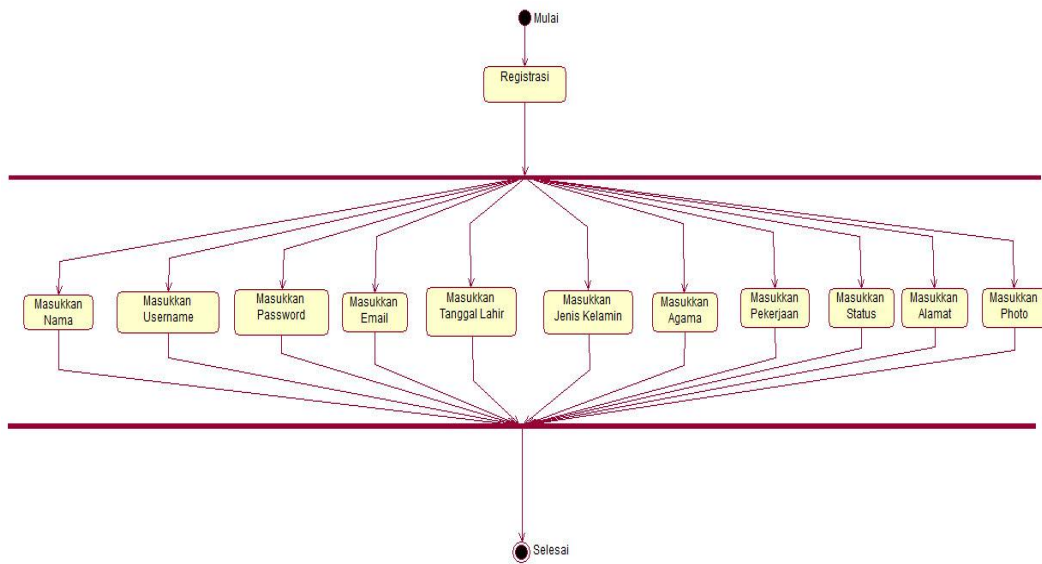 Mulai
Registrasi
Masukkan
Nama
Masukkan
Username
Masukkan
Password
Masukkan
Email
Masukkan
Tanggal Lahir
Masukkan
Jenis Kelamin
Masukkan
Agama
Masukkan
Pekerjaan
Masukkan
Status
Masukkan
Alamat
Masukkan
Photo
Selesai